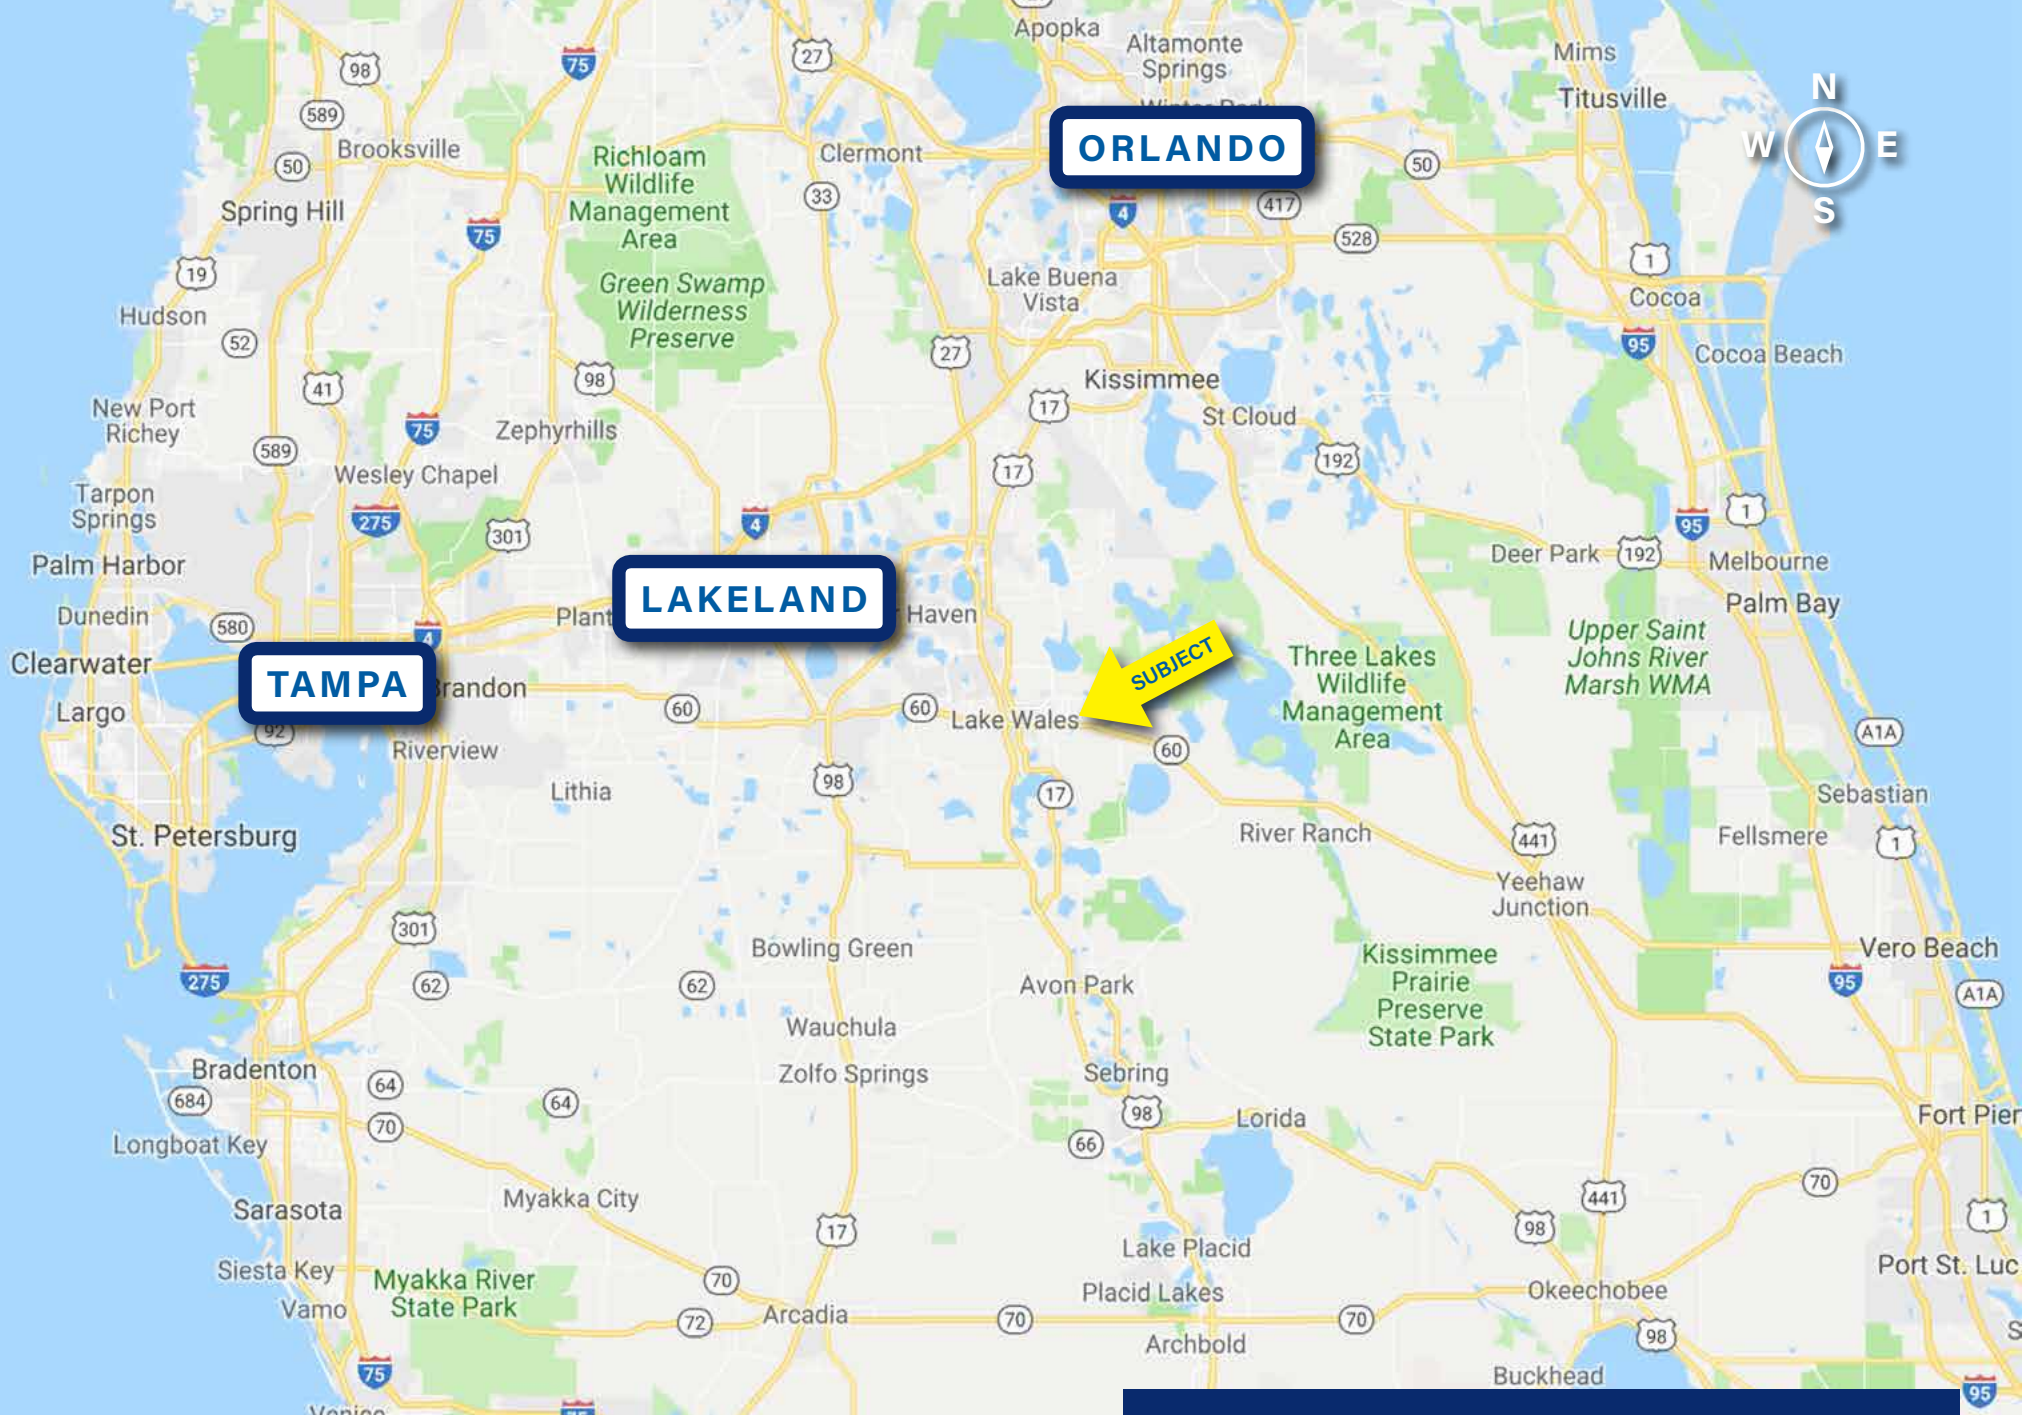 Apopka
Altamonte
Springs
Mims
27
98
75
Titusville
N
W
E
S
589
ORLANDO
Brooksville
Clermont
50
50
Richloam
Wildlife
Management
Area
33
Spring Hill
417
4
75
528
1
19
Green Swamp
Wilderness
Preserve
Lake Buena
Vista
Cocoa
Hudson
52
27
95
Cocoa Beach
41
98
Kissimmee
17
New Port
Richey
75
Zephyrhills
St Cloud
589
Wesley Chapel
17
192
Tarpon
Springs
275
301
4
95
1
Palm Harbor
Deer Park
192
Melbourne
LAKELAND
Palm Bay
Dunedin
580
4
Plant
Haven
Upper Saint
Johns River
Marsh WMA
Clearwater
TAMPA
Brandon
SUBJECT
Three Lakes
Wildlife
Management
Area
Largo
92
60
60
Lake Wales
60
A1A
Riverview
Lithia
98
17
Sebastian
St. Petersburg
River Ranch
441
Fellsmere
1
Yeehaw
Junction
301
Bowling Green
Kissimmee
Prairie
Preserve
State Park
Vero Beach
275
62
62
Avon Park
95
A1A
Wauchula
Bradenton
64
Zolfo Springs
Sebring
684
64
98
Lorida
Fort Pier
70
66
Longboat Key
Myakka City
70
Sarasota
17
441
98
1
Lake Placid
Siesta Key
Myakka River
State Park
70
Placid Lakes
Okeechobee
Port St. Luc
Vamo
72
Arcadia
70
70
98
S
Archbold
75
Buckhead
95